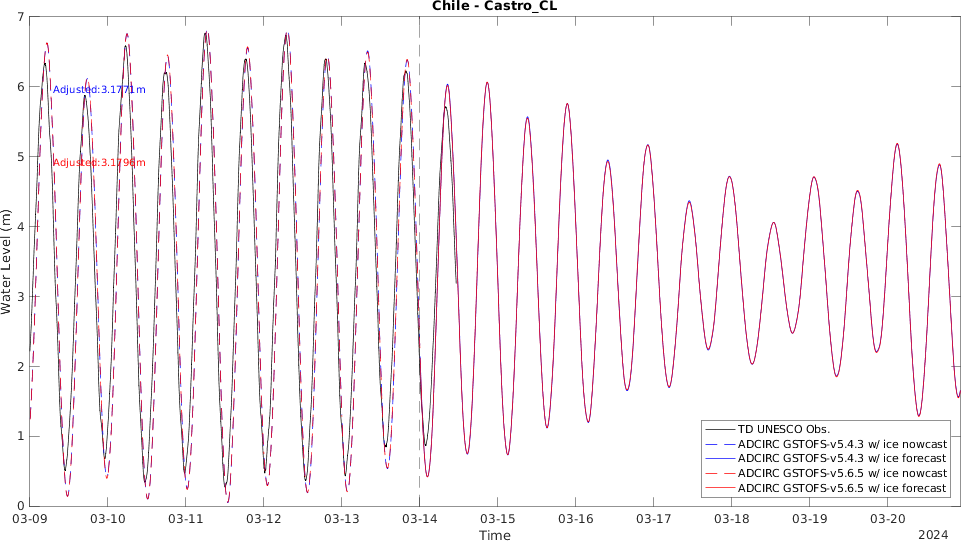 Chile - Castro_CL
7
6
5
4
3
2
1
0
Water Level (m)
Adjusted:3.1771m
Adjusted:3.1796m
TD UNESCO Obs.
ADCIRC GSTOFS-v5.4.3 w/ ice nowcast
ADCIRC GSTOFS-v5.4.3 w/ ice forecast
ADCIRC GSTOFS-v5.6.5 w/ ice nowcast
ADCIRC GSTOFS-v5.6.5 w/ ice forecast
03-09 03-10 03-11 03-12 03-13 03-14 03-15 03-16 03-17 03-18 03-19 03-20
Time
2024